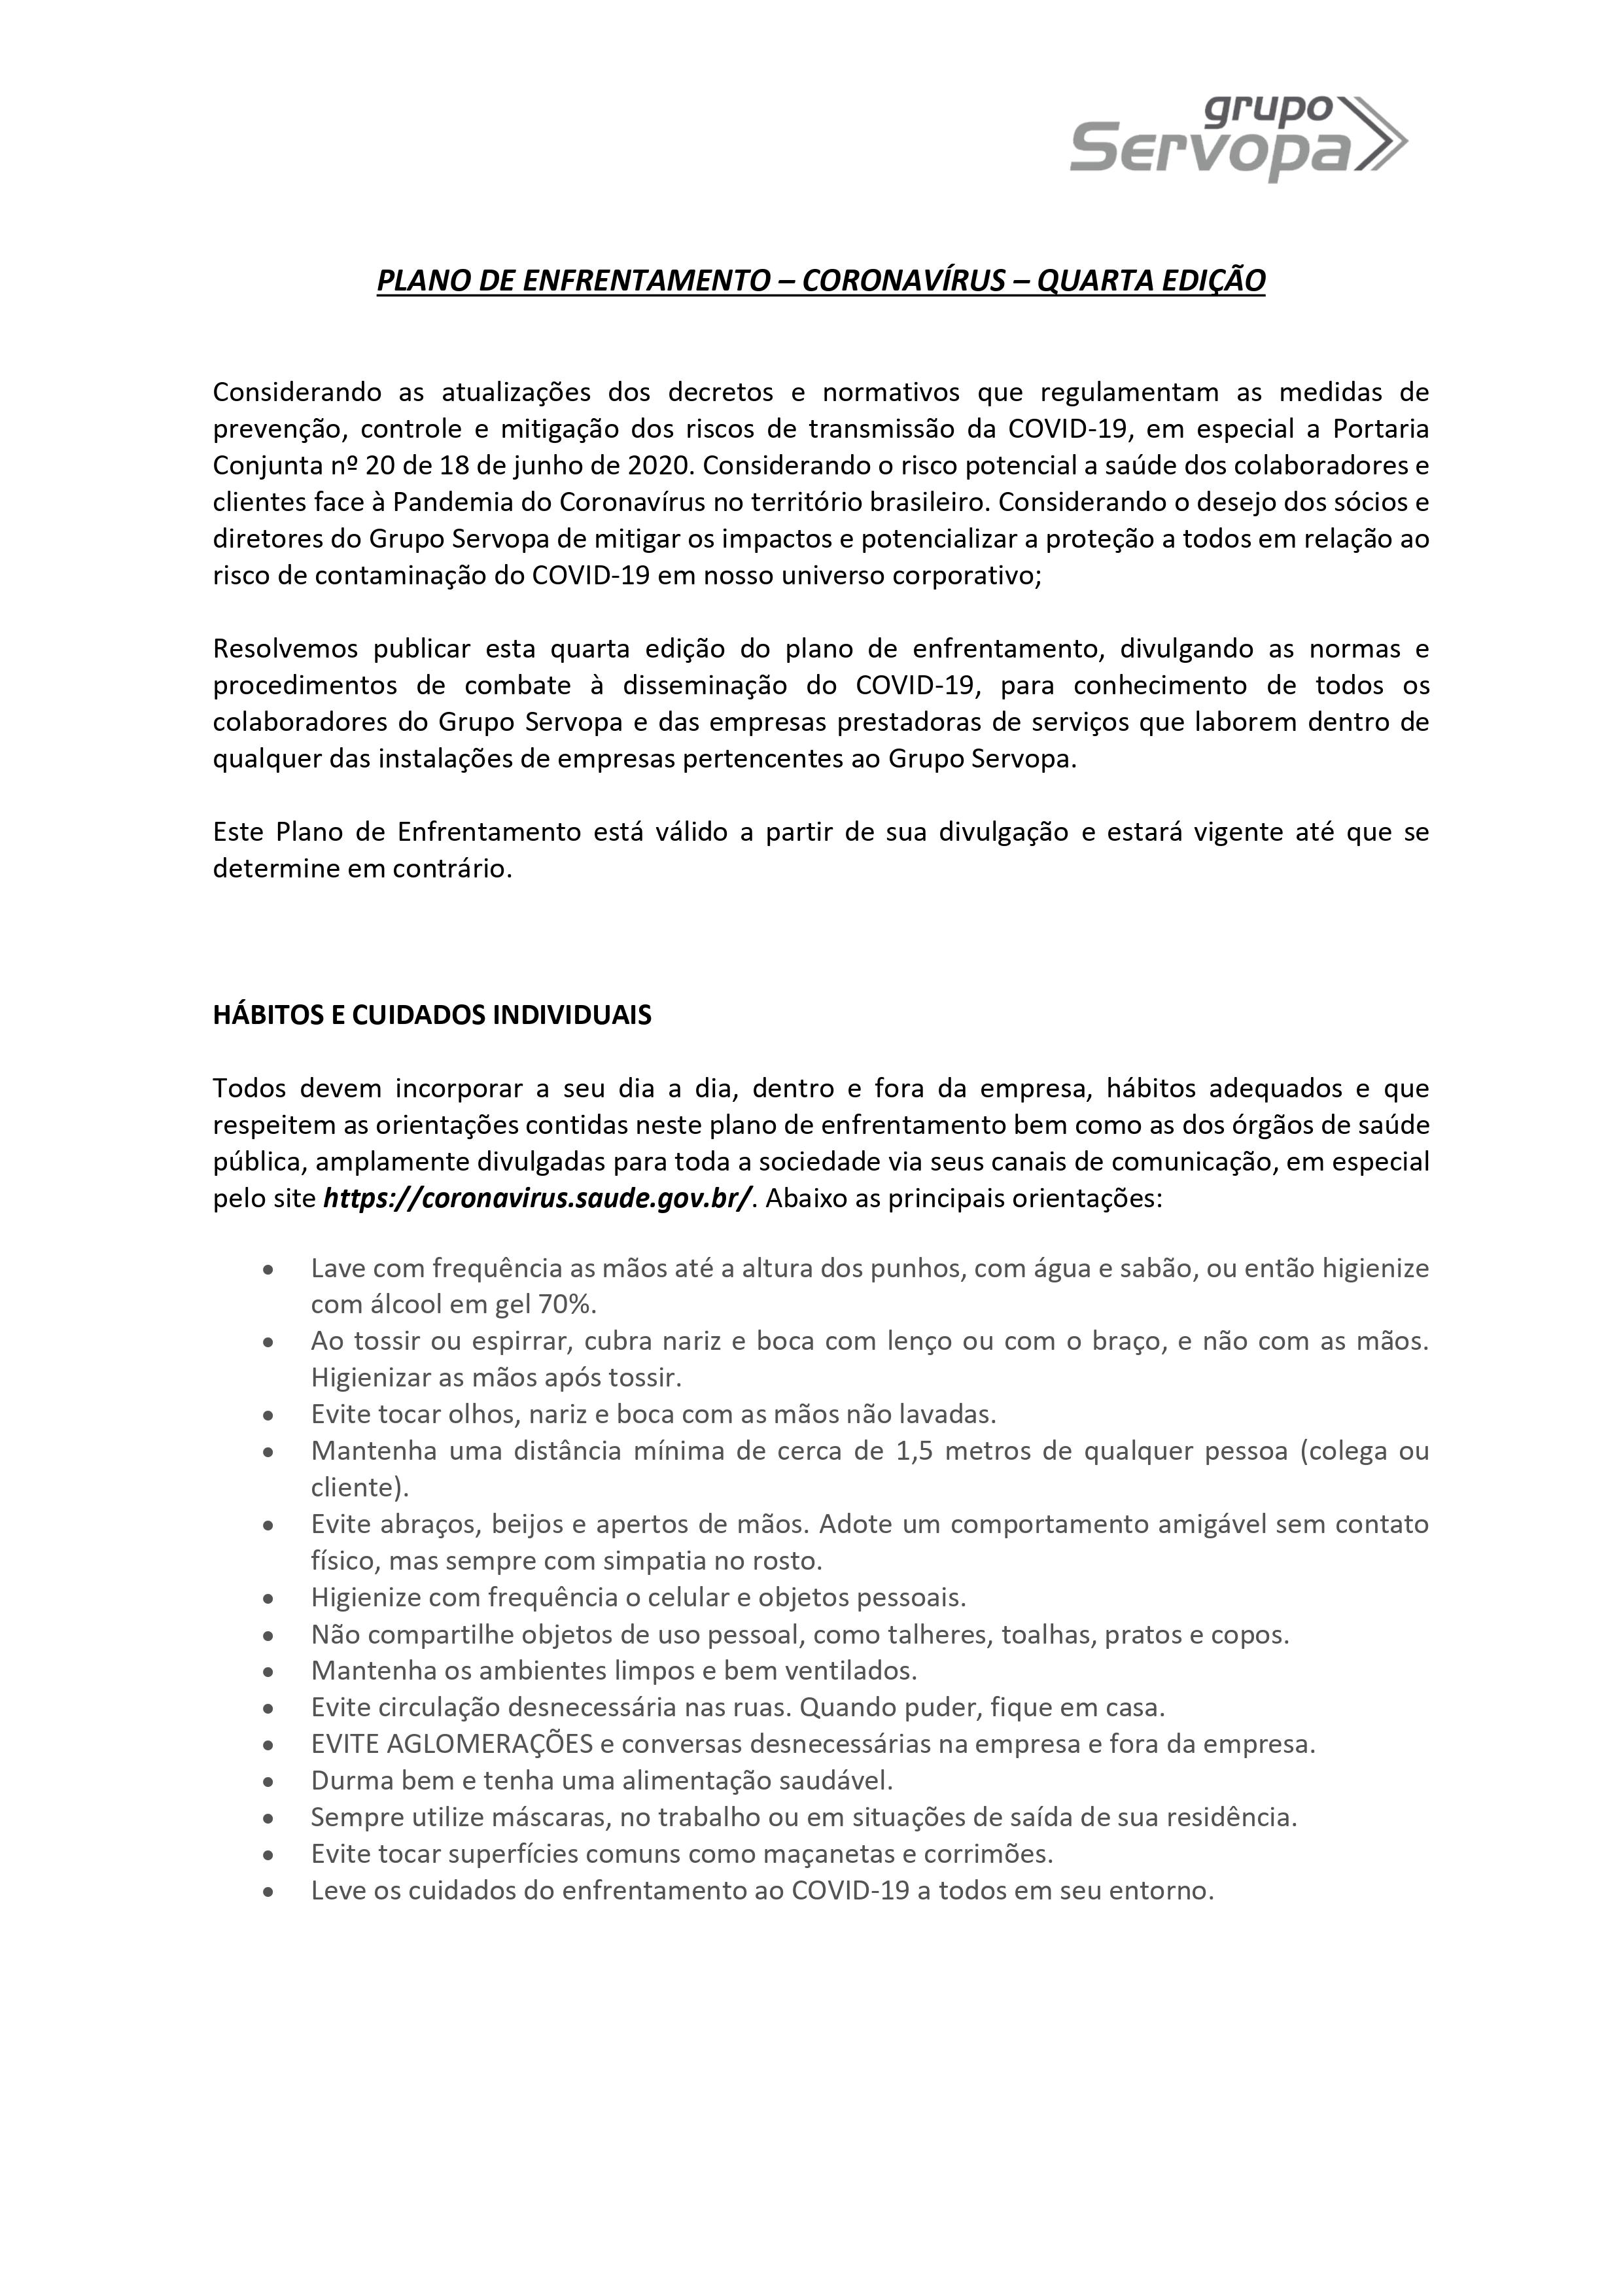 grupo
Servopa
PLANO DE ENFRENTAMENTO – CORONAVÍRUS – QUARTA EDIÇÃO
Considerando as atualizações dos decretos e normativos que regulamentam as medidas de
prevenção, controle e mitigação dos riscos de transmissão da COVID-19, em especial a Portaria
Conjunta nº 20 de 18 de junho de 2020. Considerando o risco potencial a saúde dos colaboradores e
clientes face à Pandemia do Coronavírus no território brasileiro. Considerando o desejo dos sócios e
diretores do Grupo Servopa de mitigar os impactos e potencializar a proteção a todos em relação ao
risco de contaminação do COVID-19 em nosso universo corporativo;
Resolvemos publicar esta quarta edição do plano de enfrentamento, divulgando as normas e
procedimentos de combate à disseminação do COVID-19, para conhecimento de todos os
colaboradores do Grupo Servopa e das empresas prestadoras de serviços que laborem dentro de
qualquer das instalações de empresas pertencentes ao Grupo Servopa.
Este Plano de Enfrentamento está válido a partir de sua divulgação e estará vigente até que se
determine em contrário.
HÁBITOS E CUIDADOS INDIVIDUAIS
Todos devem incorporar a seu dia a dia, dentro e fora da empresa, hábitos adequados e que
respeitem as orientações contidas neste plano de enfrentamento bem como as dos órgãos de saúde
pública, amplamente divulgadas para toda a sociedade via seus canais de comunicação, em especial
pelo site https://coronavirus.saude.gov.br/. Abaixo as principais orientações:
• Lave com frequência as mãos até a altura dos punhos, com água e sabão, ou então higienize
com álcool em gel 70%.
• Ao tossir ou espirrar, cubra nariz e boca com lenço ou com o braço, e não com as mãos.
Higienizar as mãos após tossir.
• Evite tocar olhos, nariz e boca com as mãos não lavadas.
• Mantenha uma distância mínima de cerca de 1,5 metros de qualquer pessoa (colega ou
cliente).
• Evite abraços, beijos e apertos de mãos. Adote um comportamento amigável sem contato
físico, mas sempre com simpatia no rosto.
• Higienize com frequência o celular e objetos pessoais.
• Não compartilhe objetos de uso pessoal, como talheres, toalhas, pratos e copos.
• Mantenha os ambientes limpos e bem ventilados.
• Evite circulação desnecessária nas ruas. Quando puder, fique em casa.
• EVITE AGLOMERAÇÕES e conversas desnecessárias na empresa e fora da empresa.
• Durma bem e tenha uma alimentação saudável.
• Sempre utilize máscaras, no trabalho ou em situações de saída de sua residência.
• Evite tocar superfícies comuns como maçanetas e corrimões.
• Leve os cuidados do enfrentamento ao COVID-19 a todos em seu entorno.